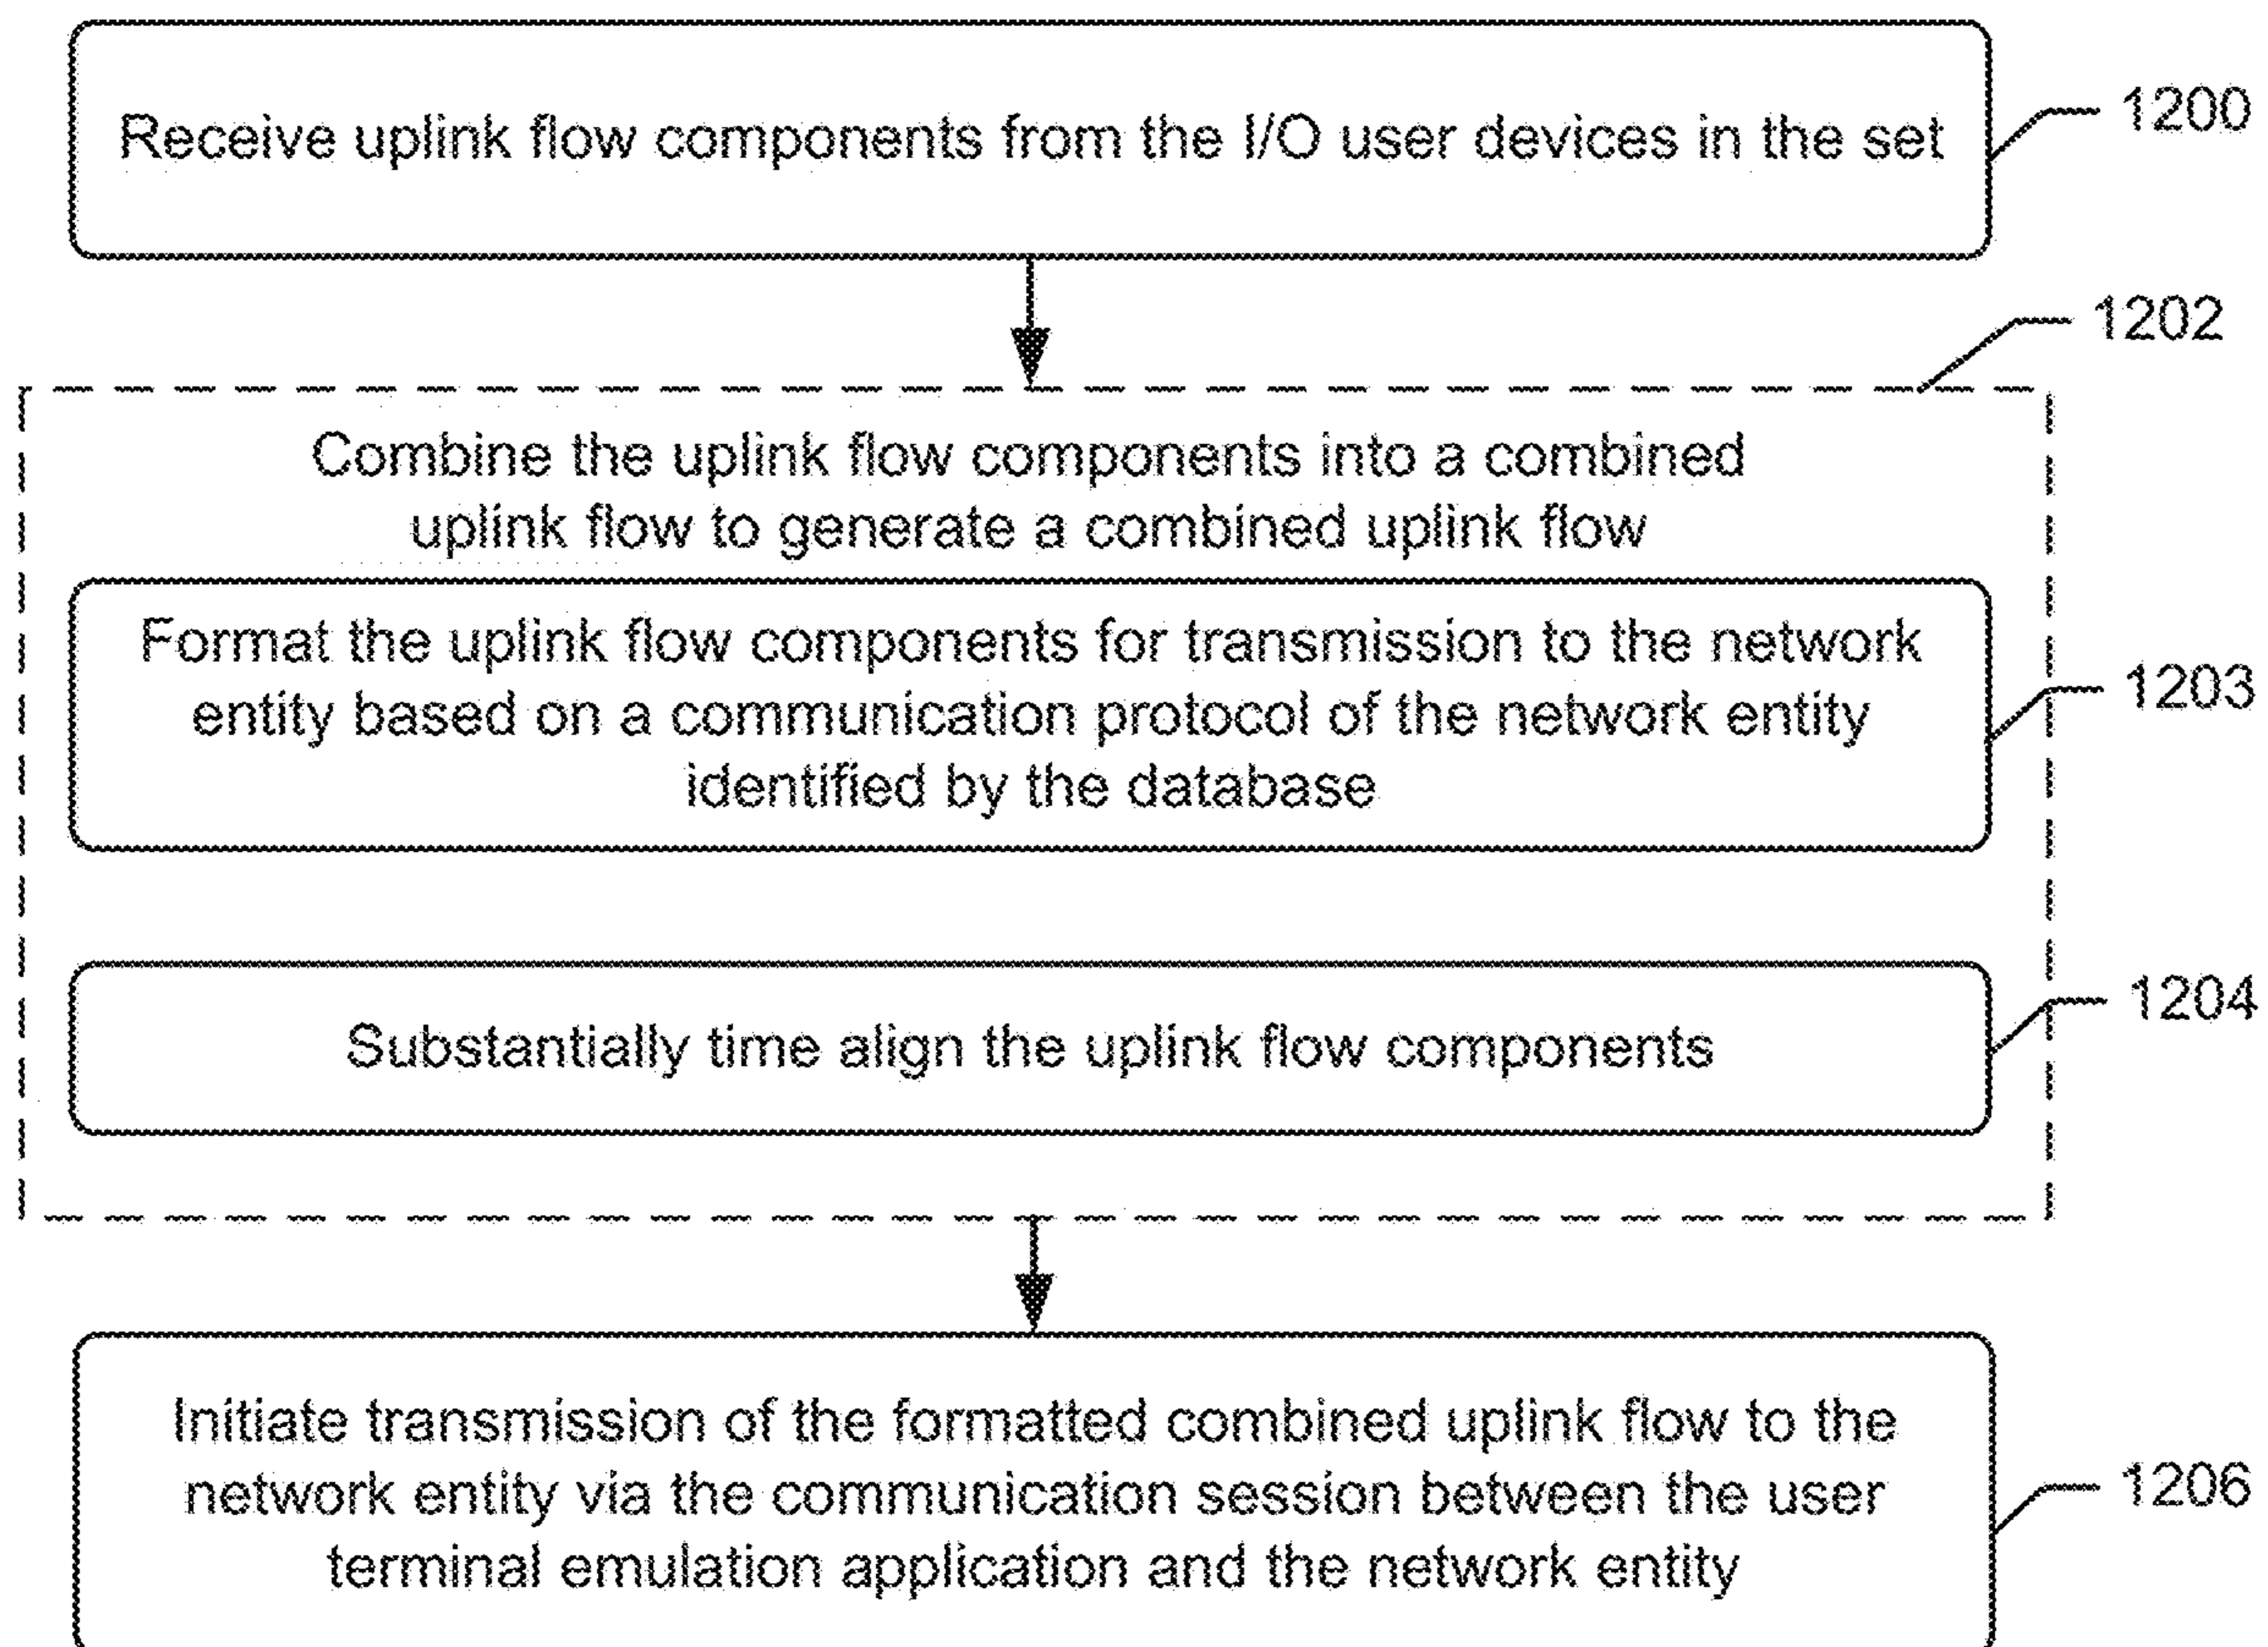 Receive uplink flow components from the I/O user devices in the set
1200
1202
Combine the uplink flow components into a combined
uplink flow to generate a combined uplink flow
Format the uplink flow components for transmission to the network
entity based on a communication protocol of the network entity
identified by the database
1203
Substantially time align the uplink flow components
1204
Initiate transmission of the formatted combined uplink flow to the
network entity via the communication session between the user
terminal emulation application and the network entity
1206